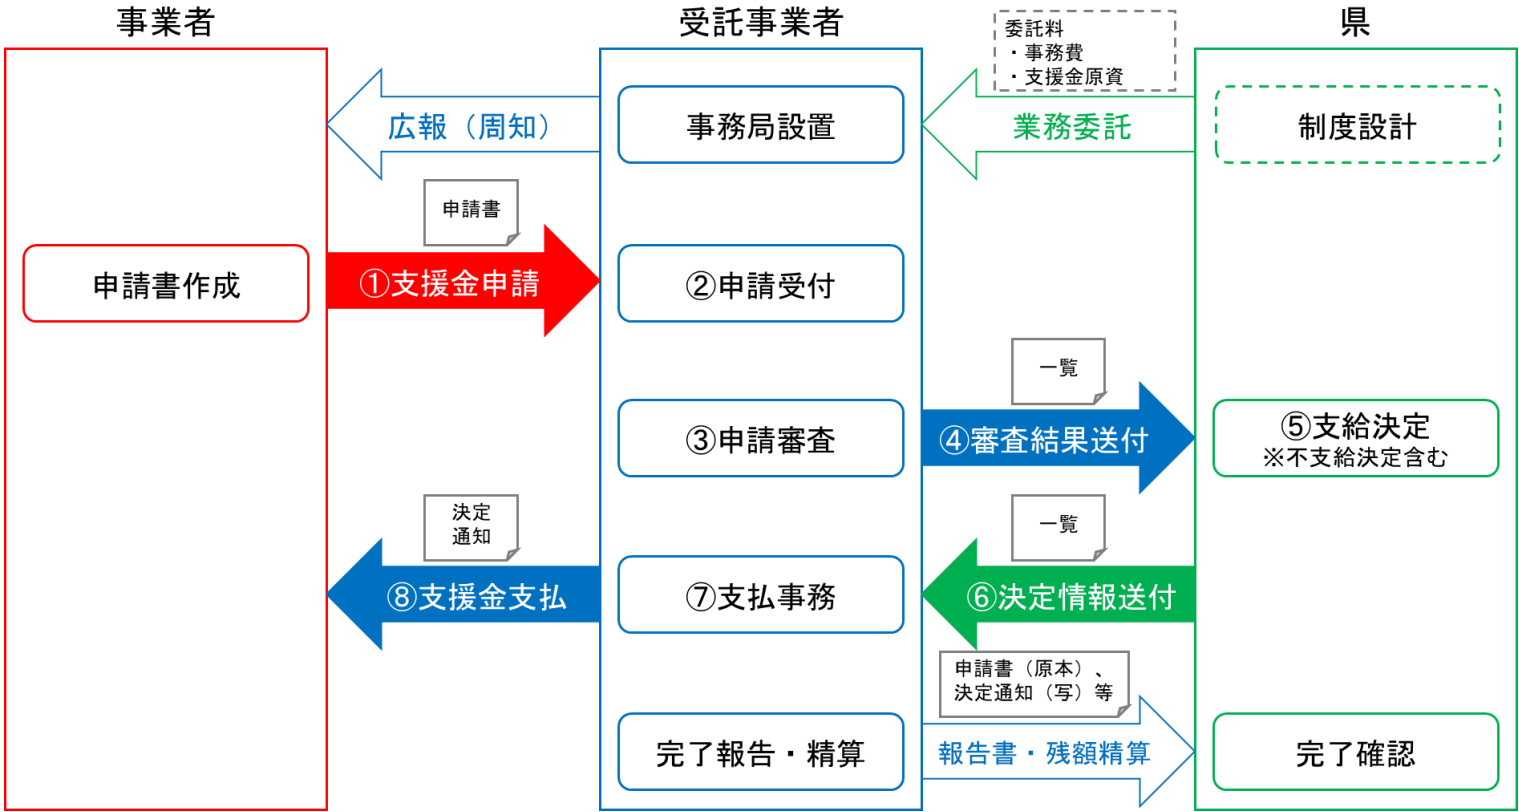 事業者
受託事業者
県
委託料
・事務費
・支援金原資
広報（周知）
事務局設置
業務委託
制度設計
申請書
申請書作成
①支援金申請
②申請受付
一覧
③申請審査
④審査結果送付
⑤支給決定
※不支給決定含む
決定
通知
一覧
⑧支援金支払
⑦支払事務
⑥決定情報送付
申請書（原本）、
決定通知（写）等
完了報告・精算
報告書・残額精算
完了確認